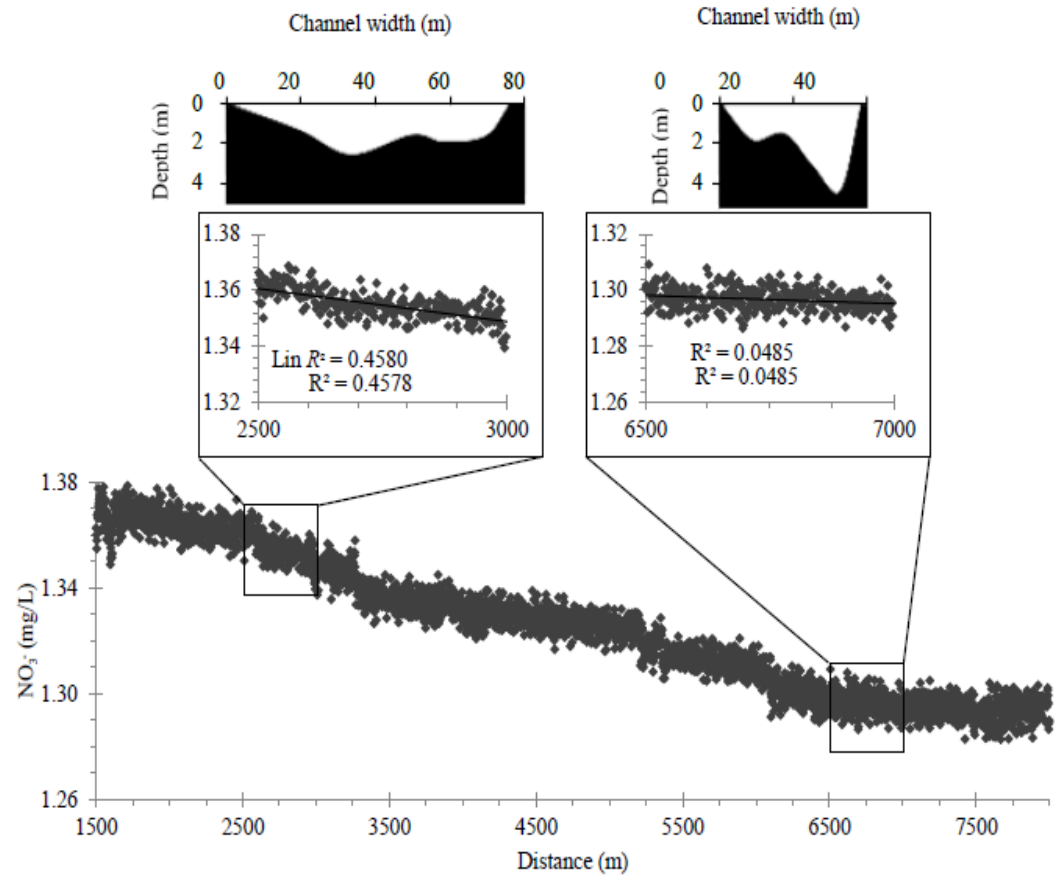 Channel width (m)
Channel width (m)
0 20 40 60 80
0 20 40
Depth (m)
0
2
4
Depth (m)
0
2
4
1.38
1.36
1.34
1.32
Lin R² = 0.4580
R² = 0.4578
2500 3000
1.32
1.30
1.28
1.26
R² = 0.0485
R² = 0.0485
6500 7000
NO₃⁻ (mg/L)
1.38
1.34
1.30
1.26
1500 2500 3500 4500 5500 6500 7500
Distance (m)